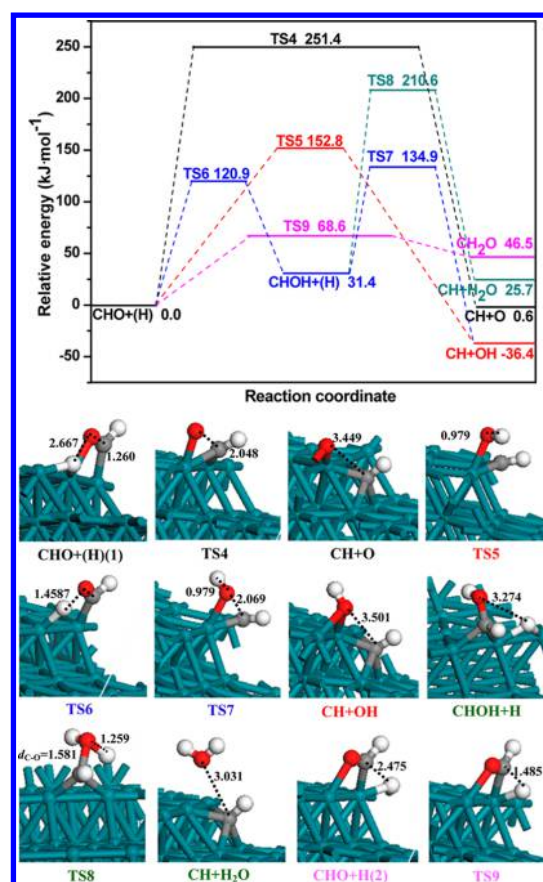 Relative energy (kJ·mol⁻¹)
250
200
150
100
50
0
-50
TS4 251.4
TS8 210.6
TS5 152.8
TS7 134.9
TS6 120.9
TS9 68.6
CH₂O 46.5
CHOH+(H) 31.4
CH+H₂O 25.7
CHO+(H) 0.0
CH+O 0.6
CH+OH -36.4
Reaction coordinate
2.667
1.260
2.048
3.449
0.979
CHO+(H)(1)
TS4
CH+O
TS5
1.4587
0.979
2.069
3.501
3.274
TS6
TS7
CH+OH
CHOH+H
d C-O=1.581
1.259
3.031
2.475
1.485
TS8
CH+H₂O
CHO+H(2)
TS9